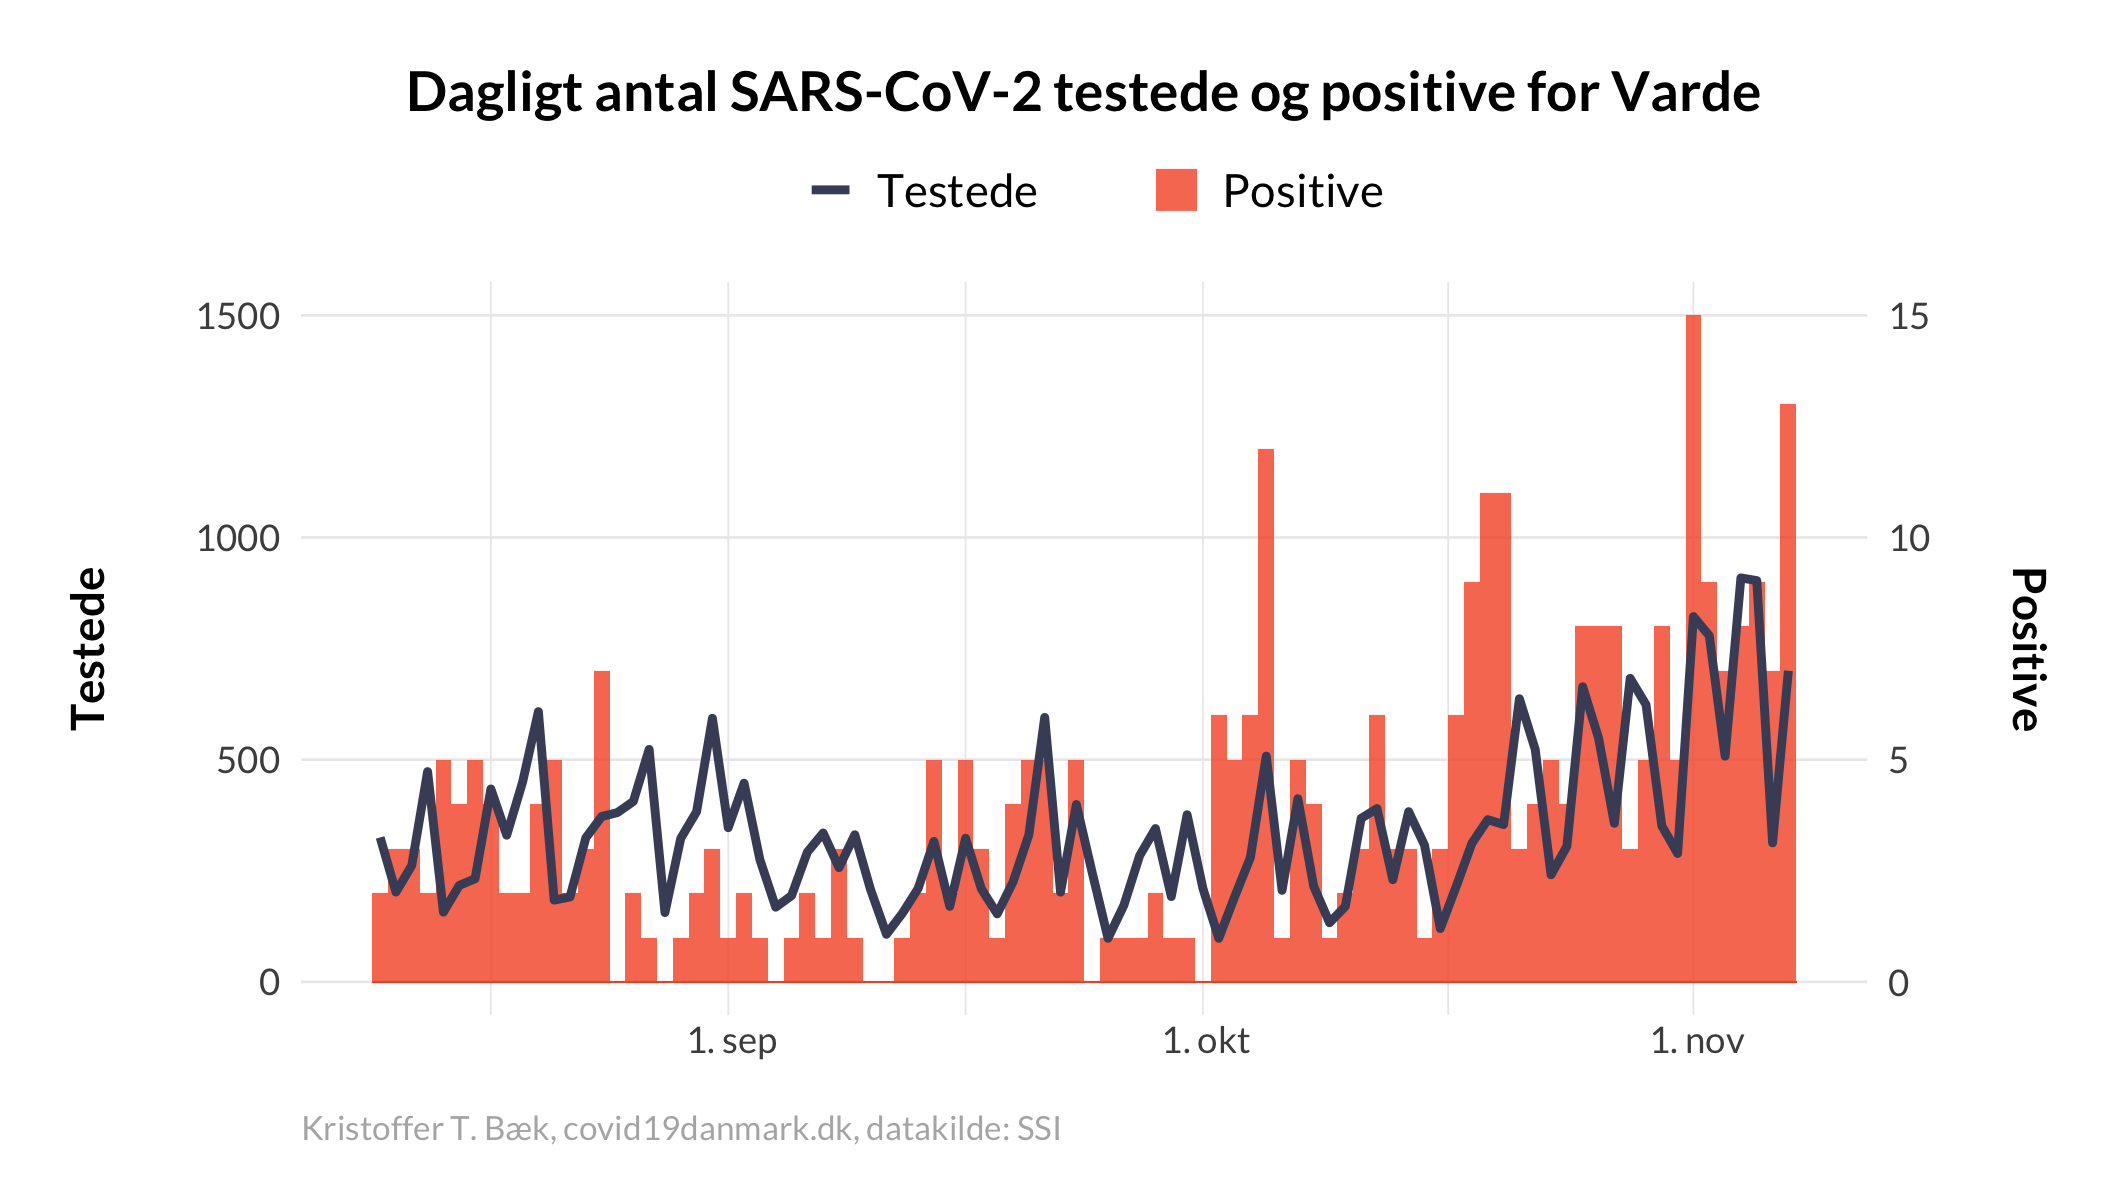 Dagligt antal SARS-CoV-2 testede og positive for Varde
Testede
Positive
1500
1000
500
0
15
10
5
0
Testede
Positive
1. sep
1. okt
1. nov
Kristoffer T. Bæk, covid19danmark.dk, datakilde: SSI